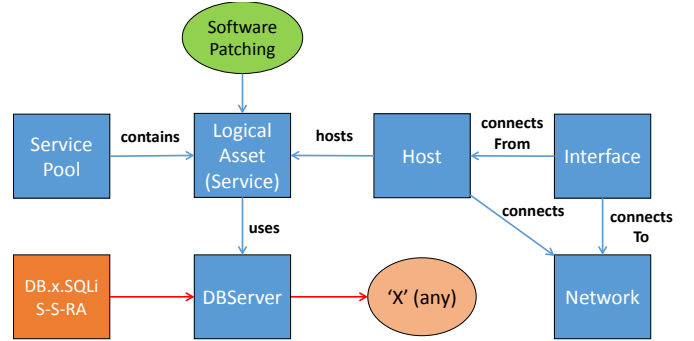 Software
Patching
Service
Pool
contains
Logical
Asset
(Service)
hosts
Host
connects
From
Interface
uses
connects
connects
To
DB.x.SQLi
S-S-RA
DBServer
‘X’ (any)
Network